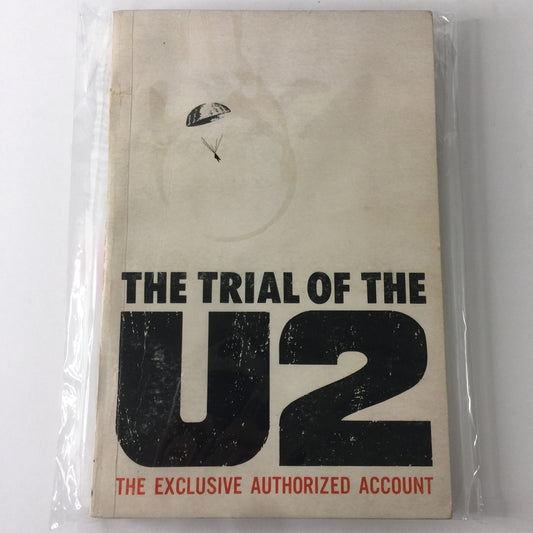 THE TRIAL OF THE
U2
THE EXCLUSIVE AUTHORIZED ACCOUNT